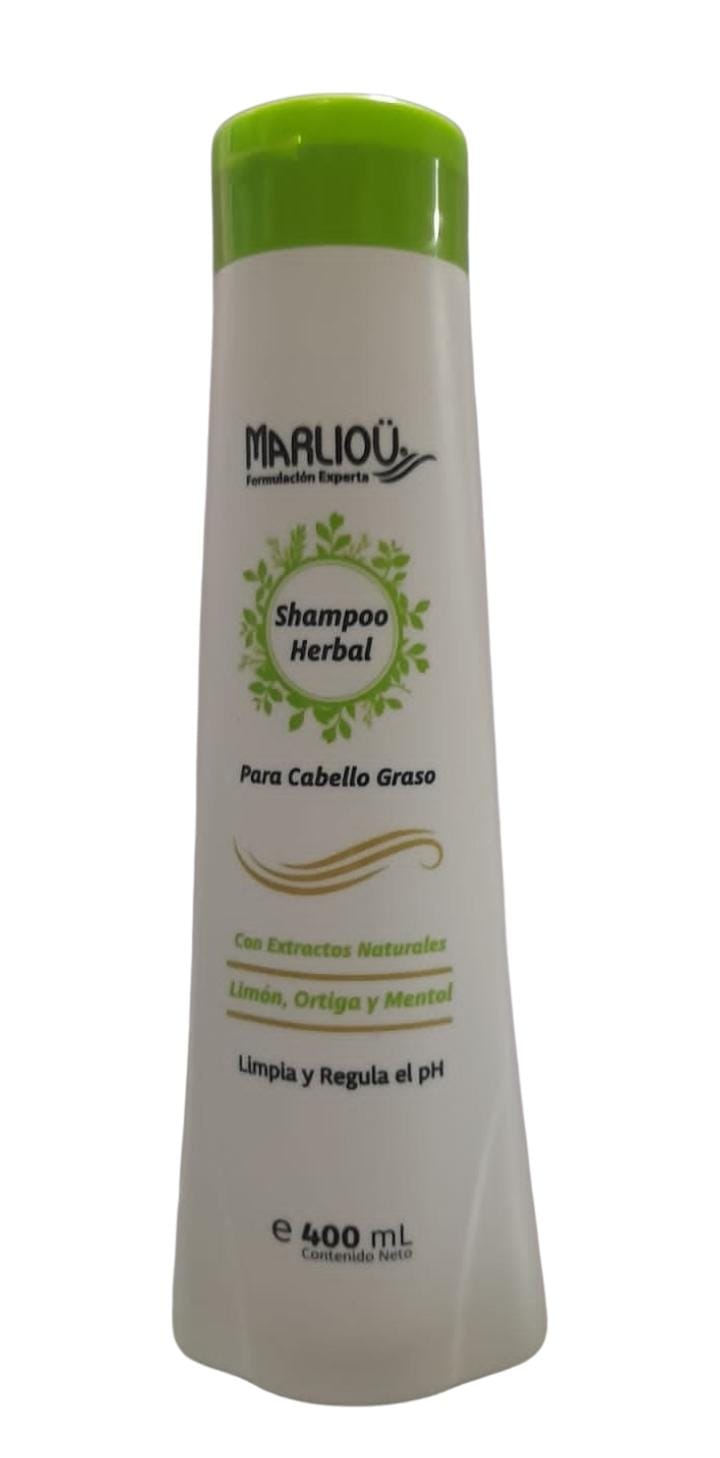 MARLIOÜ
Formulación Experta
Shampoo
Herbal
Para Cabello Graso
Con Extractos Naturales
Limón, Ortiga y Mentol
Limpia y Regula el pH
℮ 400 mL
Contenido Neto